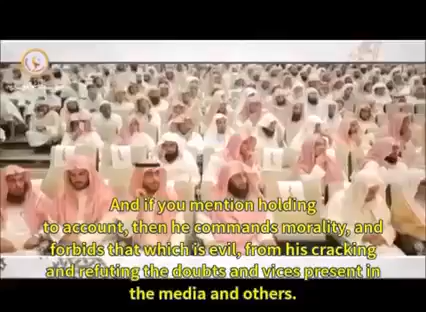 And if you mention holding
to account, then he commands morality, and
forbids that which is evil, from his cracking
and refuting the doubts and vices present in
the media and others.